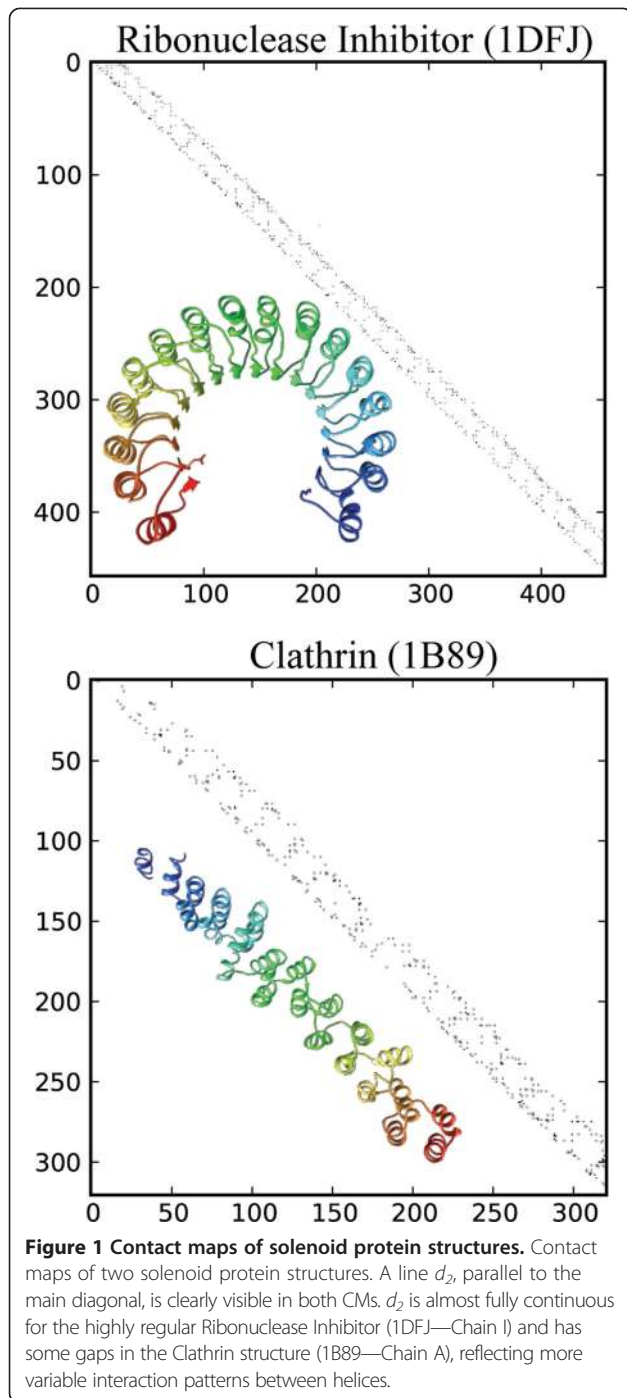 Ribonuclease Inhibitor (1DFJ)
0
100
200
300
400
0 100 200 300 400
Clathrin (1B89)
0
50
100
150
200
250
300
0 50 100 150 200 250 300
Figure 1 Contact maps of solenoid protein structures. Contact
maps of two solenoid protein structures. A line d2, parallel to the
main diagonal, is clearly visible in both CMs. d2 is almost fully continuous
for the highly regular Ribonuclease Inhibitor (1DFJ—Chain I) and has
some gaps in the Clathrin structure (1B89—Chain A), reflecting more
variable interaction patterns between helices.